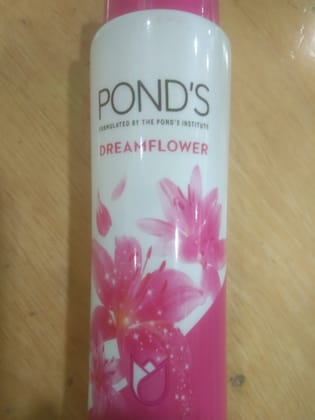 POND'S
FORMULATED BY THE POND'S INSTITUTE
DREAMFLOWER